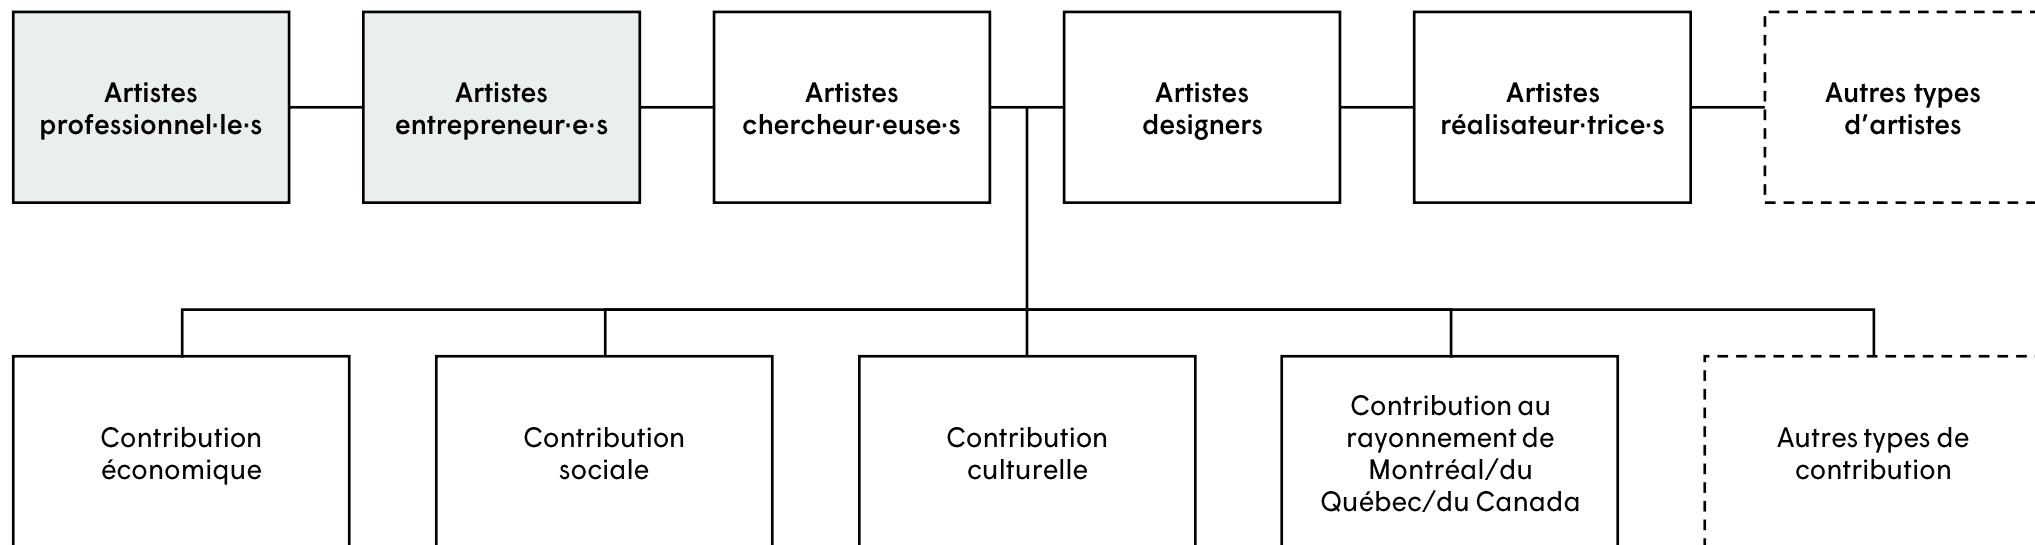 Artistes
professionnel·le·s
Artistes
entrepreneur·e·s
Artistes
chercheur·euse·s
Artistes
designers
Artistes
réalisateur·trice·s
Autres types
d’artistes
Contribution
économique
Contribution
sociale
Contribution
culturelle
Contribution au
rayonnement de
Montréal/du
Québec/du Canada
Autres types de
contribution